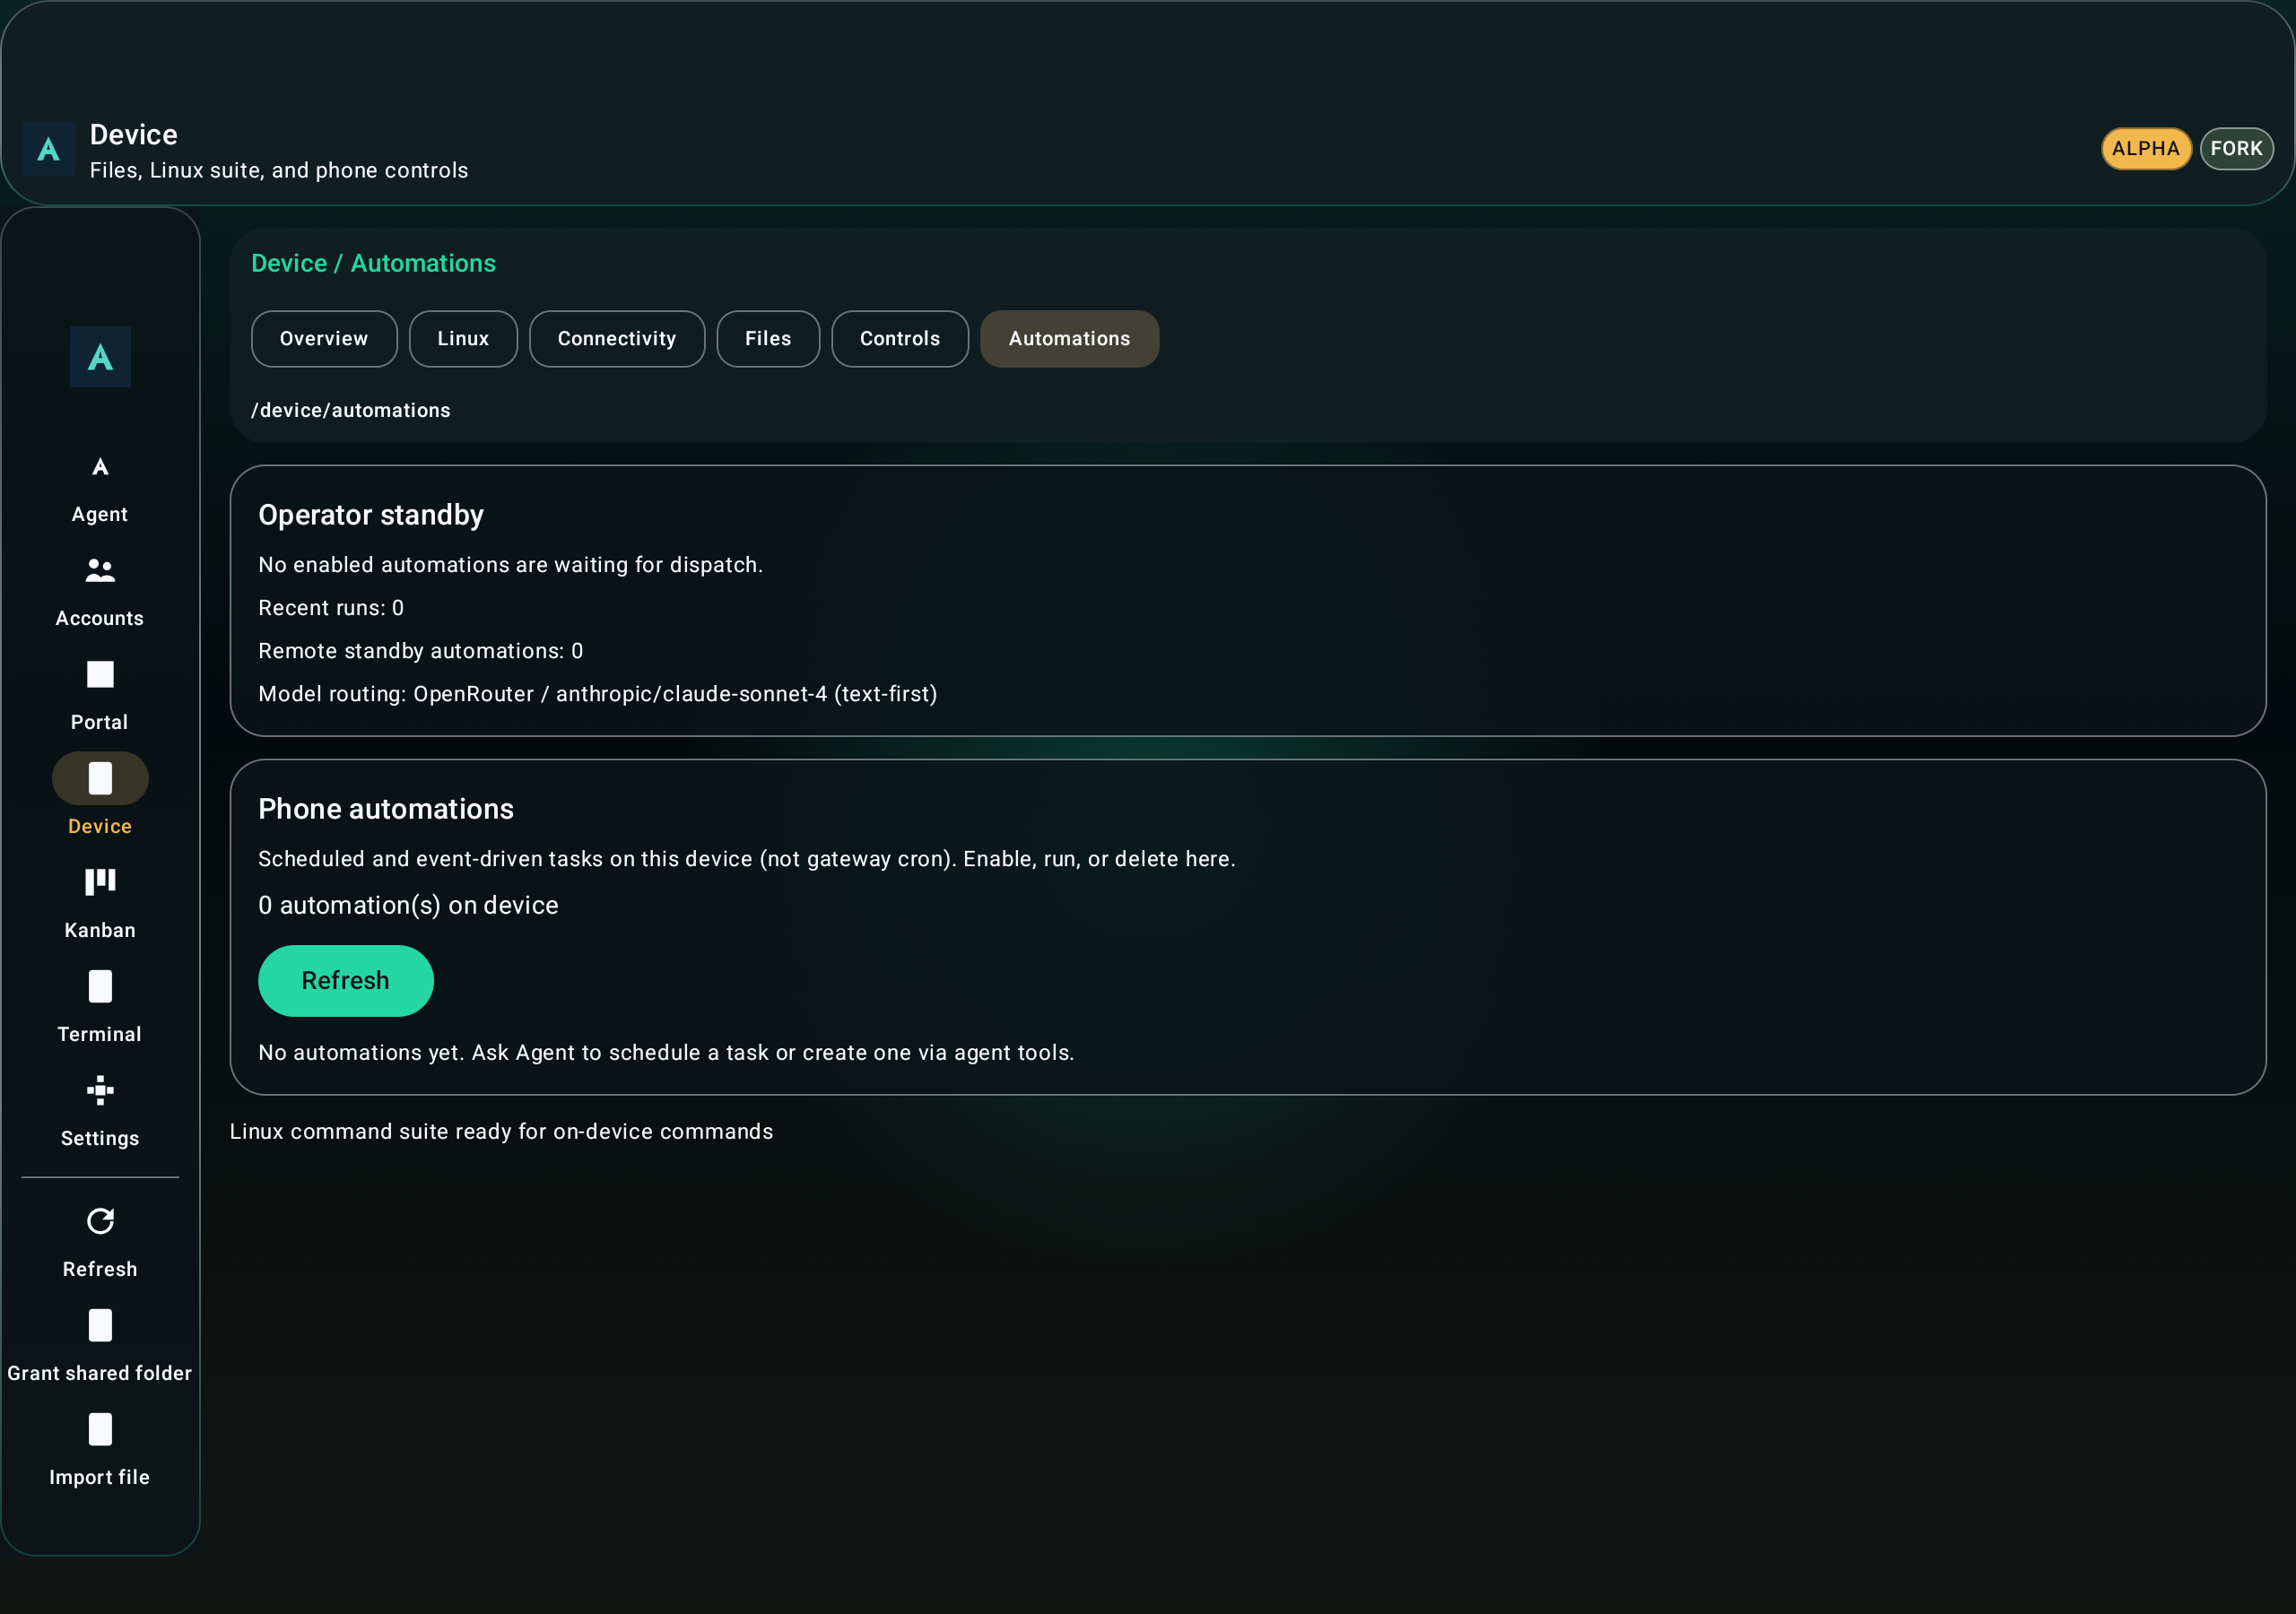 Device
Files, Linux suite, and phone controls
ALPHA
FORK
Agent
Accounts
Portal
Device
Kanban
Terminal
Settings
Refresh
Grant shared folder
Import file
Device / Automations
Overview
Linux
Connectivity
Files
Controls
Automations
/device/automations
Operator standby
No enabled automations are waiting for dispatch.
Recent runs: 0
Remote standby automations: 0
Model routing: OpenRouter / anthropic/claude-sonnet-4 (text-first)
Phone automations
Scheduled and event-driven tasks on this device (not gateway cron). Enable, run, or delete here.
0 automation(s) on device
Refresh
No automations yet. Ask Agent to schedule a task or create one via agent tools.
Linux command suite ready for on-device commands